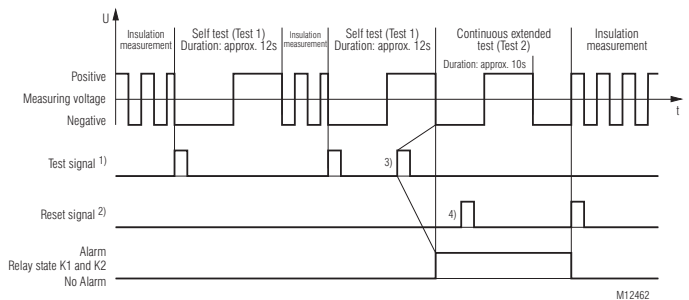 U
Insulation
measurement
Self test (Test 1)
Duration: approx. 12s
Insulation
measurement
Self test (Test 1)
Duration: approx. 12s
Continuous extended
test (Test 2)
Duration: approx. 10s
Insulation
measurement
Positive
Measuring voltage
Negative
t
Test signal 1)
3)
Reset signal 2)
4)
Alarm
Relay state K1 and K2
No Alarm
M12462